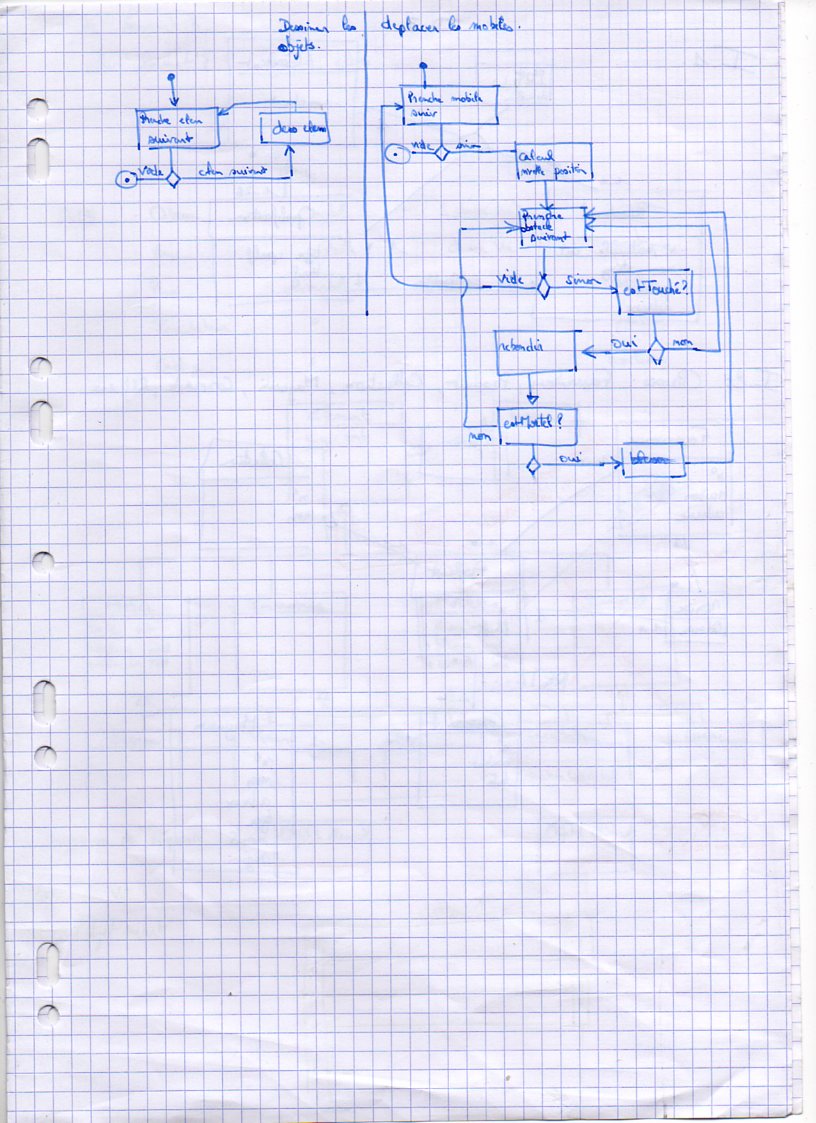 Dessiner les
objets.
Prendre elem
suivant
dess elem
vide
elem suivant
deplacer les mobiles.
Prendre mobile
suiv
vide
sinon
Calcul
nvelle position
Prendre
obstacle
suivant
vide
sinon
estTouché?
oui
non
rebondir
estMortel?
non
oui